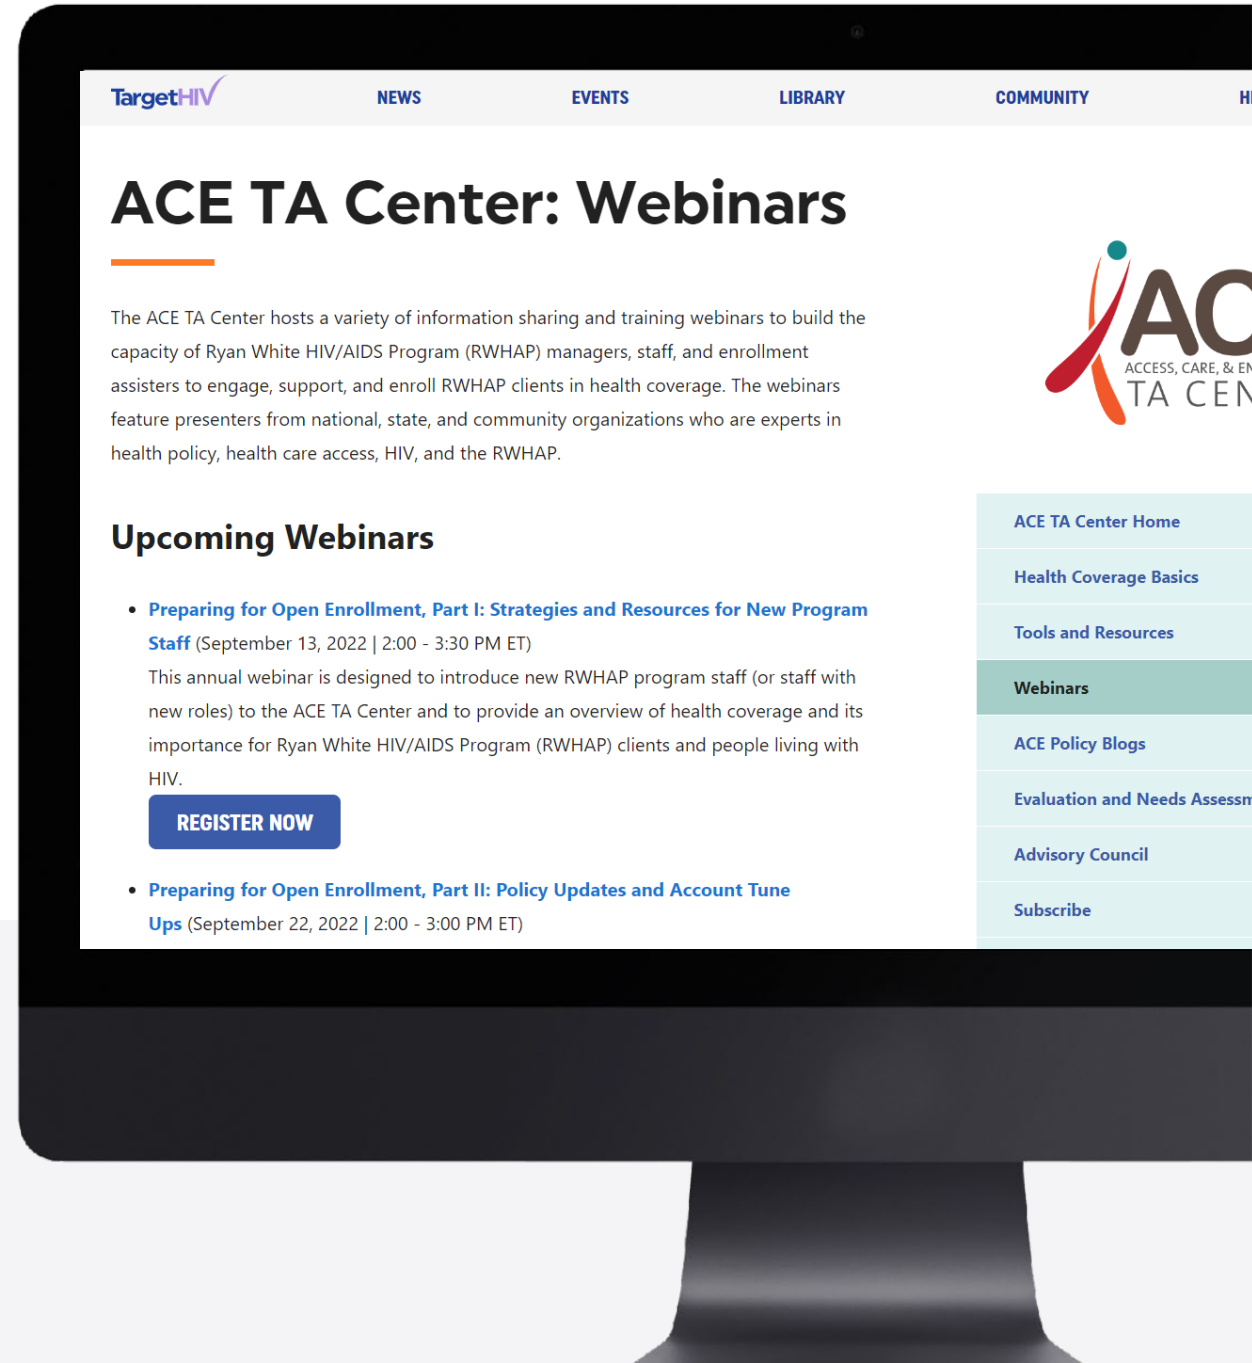 TargetHIV
NEWS
EVENTS
LIBRARY
COMMUNITY
ACE TA Center: Webinars
The ACE TA Center hosts a variety of information sharing and training webinars to build the
capacity of Ryan White HIV/AIDS Program (RWHAP) managers, staff, and enrollment
assisters to engage, support, and enroll RWHAP clients in health coverage. The webinars
feature presenters from national, state, and community organizations who are experts in
health policy, health care access, HIV, and the RWHAP.
Upcoming Webinars
• Preparing for Open Enrollment, Part I: Strategies and Resources for New Program
Staff (September 13, 2022 | 2:00 - 3:30 PM ET)
This annual webinar is designed to introduce new RWHAP program staff (or staff with
new roles) to the ACE TA Center and to provide an overview of health coverage and its
importance for Ryan White HIV/AIDS Program (RWHAP) clients and people living with
HIV.
REGISTER NOW
• Preparing for Open Enrollment, Part II: Policy Updates and Account Tune
Ups (September 22, 2022 | 2:00 - 3:00 PM ET)
AC
ACCESS, CARE, & EN
TA CEN
ACE TA Center Home
Health Coverage Basics
Tools and Resources
Webinars
ACE Policy Blogs
Evaluation and Needs Assessm
Advisory Council
Subscribe